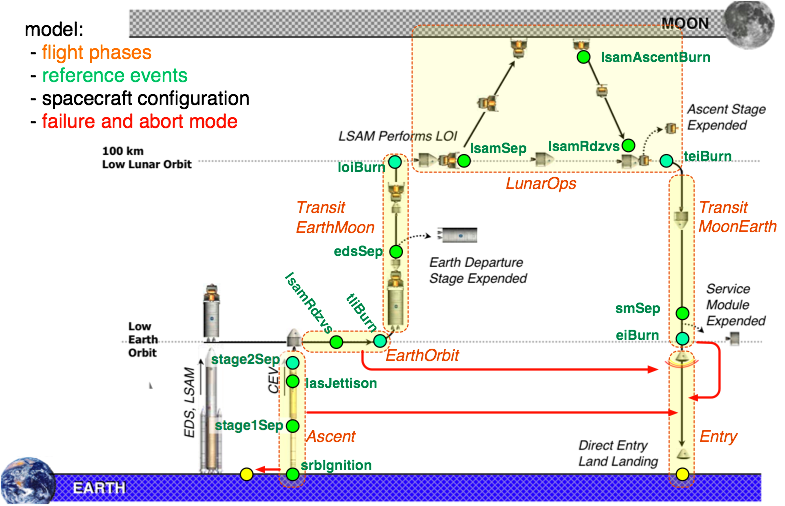 model:
- flight phases
- reference events
- spacecraft configuration
- failure and abort mode
MOON
lsamAscentBurn
Ascent Stage
Expended
LSAM Performs LOI
lsamSep
lsamRdzvs
teiBurn
100 km
Low Lunar Orbit
loiBurn
LunarOps
Transit
EarthMoon
Transit
MoonEarth
edsSep
Earth Departure
Stage Expended
lsamRdzvs
tliBurn
smSep
Service
Module
Expended
Low
Earth
Orbit
eiBurn
EarthOrbit
stage2Sep
CEV
lasJettison
EDS, LSAM
stage1Sep
Ascent
Entry
Direct Entry
Land Landing
srbIgnition
EARTH